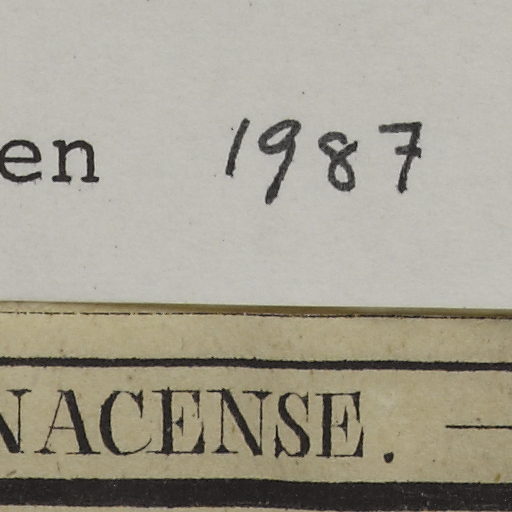 en 1987
NACENSE. —